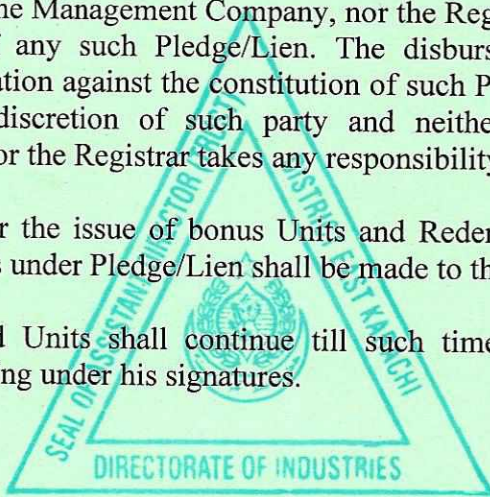 he Management Company, nor the Reg
any such Pledge/Lien. The disburs
ation against the constitution of such P
discretion of such party and neithe
or the Registrar takes any responsibility
r the issue of bonus Units and Reder
s under Pledge/Lien shall be made to th
d Units shall continue till such time
ng under his signatures.
SEAL OF ASSISTANT DIRECTOR (TRUST)
DISTRICT EAST KARACHI
DIRECTORATE OF INDUSTRIES